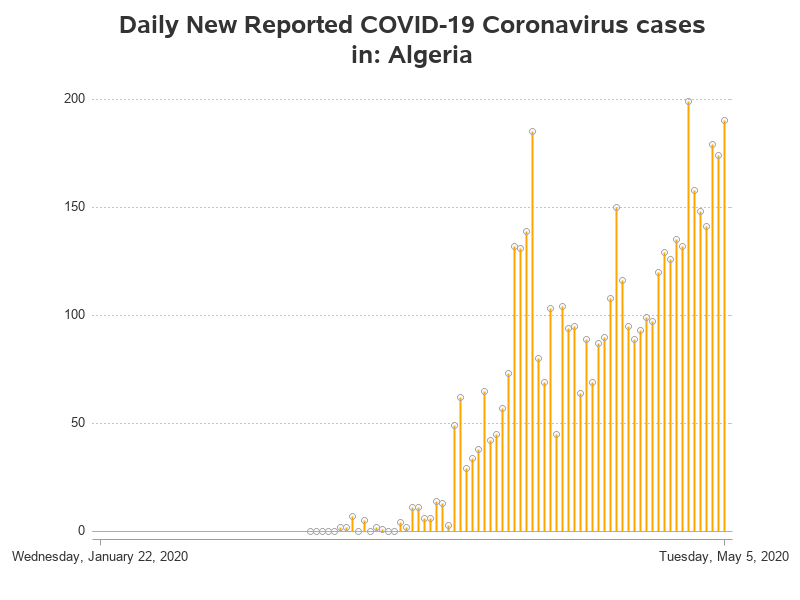 Daily New Reported COVID-19 Coronavirus cases
in: Algeria
200
150
100
50
0
Wednesday, January 22, 2020
Tuesday, May 5, 2020